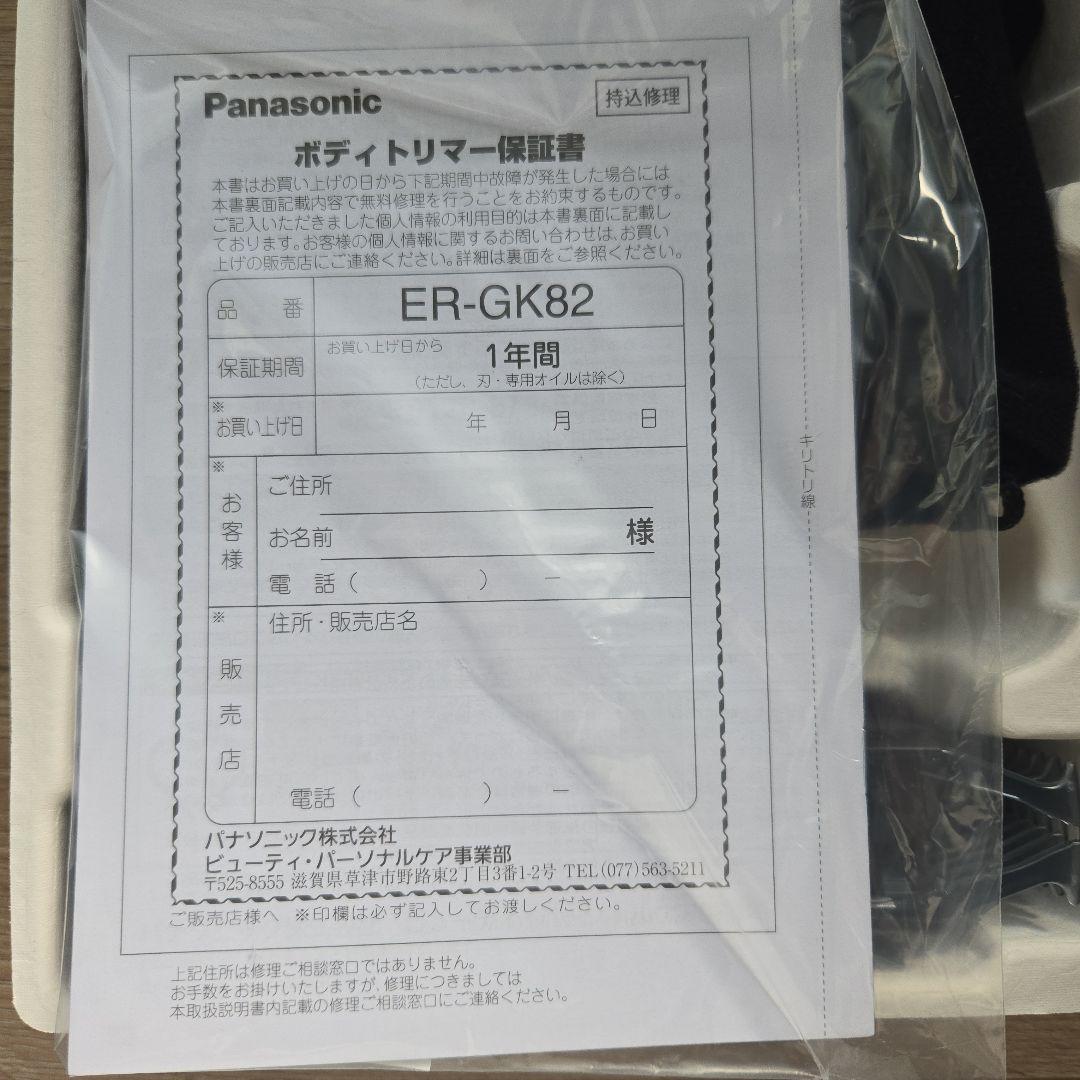 Panasonic
持込修理
ボディトリマー保証書
本書はお買い上げの日から下記期間中故障が発生した場合には
本書裏面記載内容で無料修理を行うことをお約束するものです。
ご記入いただきました個人情報の利用目的は本書裏面に記載し
ております。お客様の個人情報に関するお問い合わせは、お買い
上げの販売店にご連絡ください。詳細は裏面をご参照ください。
品番 ER-GK82
保証期間 お買い上げ日から 1年間
(ただし、刃・専用オイルは除く)
※お買い上げ日 年 月 日
※お客様
ご住所
お名前 様
電話( ) ー
※販売店
住所・販売店名
電話( ) ー
パナソニック株式会社
ビューティ・パーソナルケア事業部
〒525-8555 滋賀県草津市野路東2丁目3番1-2号 TEL(077)563-5211
ご販売店様へ ※印欄は必ず記入してお渡しください。
上記住所は修理ご相談窓口ではありません。
お手数をお掛けいたしますが、修理につきましては
本取扱説明書内記載の修理ご相談窓口にご連絡ください。
キリトリ線